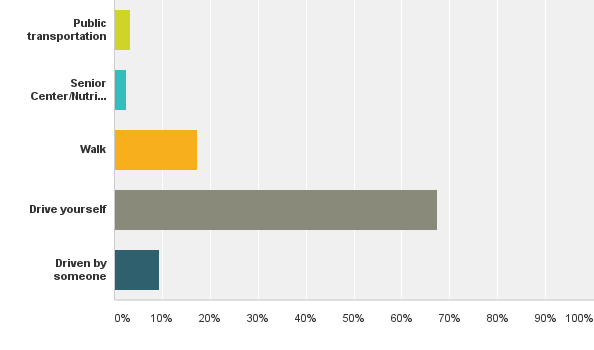 Public
transportation
Senior
Center/Nutri...
Walk
Drive yourself
Driven by
someone
0% 10% 20% 30% 40% 50% 60% 70% 80% 90% 100%